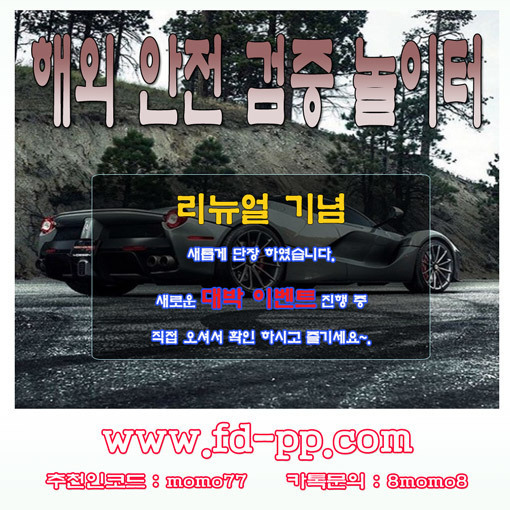 해외 안전 검증 놀이터
리뉴얼 기념
새롭게 단장 하였습니다.
새로운 대박 이벤트 진행 중
직접 오셔서 확인 하시고 즐기세요~.
www.fd-pp.com
추천인코드 : momo77 카톡문의 : 8momo8